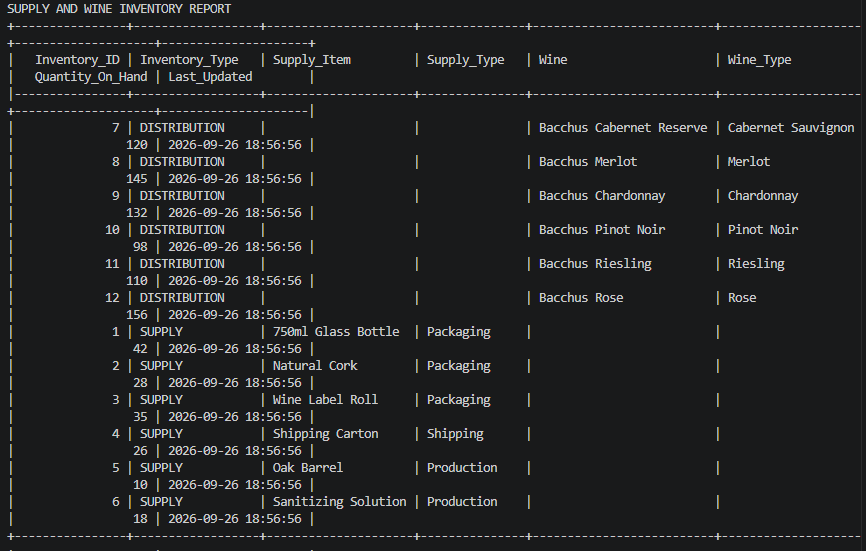 SUPPLY AND WINE INVENTORY REPORT
+----------------+----------------+------------------+-------------+-----------------------+------------------
+------------------+---------------------+
| Inventory_ID | Inventory_Type | Supply_Item | Supply_Type | Wine | Wine_Type
| Quantity_On_Hand | Last_Updated |
|----------------+----------------+------------------+-------------+-----------------------+------------------
+------------------+---------------------|
| 7 | DISTRIBUTION | | | Bacchus Cabernet Reserve | Cabernet Sauvignon
| 120 | 2026-09-26 18:56:56 |
| 8 | DISTRIBUTION | | | Bacchus Merlot | Merlot
| 145 | 2026-09-26 18:56:56 |
| 9 | DISTRIBUTION | | | Bacchus Chardonnay | Chardonnay
| 132 | 2026-09-26 18:56:56 |
| 10 | DISTRIBUTION | | | Bacchus Pinot Noir | Pinot Noir
| 98 | 2026-09-26 18:56:56 |
| 11 | DISTRIBUTION | | | Bacchus Riesling | Riesling
| 110 | 2026-09-26 18:56:56 |
| 12 | DISTRIBUTION | | | Bacchus Rose | Rose
| 156 | 2026-09-26 18:56:56 |
| 1 | SUPPLY | 750ml Glass Bottle | Packaging | |
| 42 | 2026-09-26 18:56:56 |
| 2 | SUPPLY | Natural Cork | Packaging | |
| 28 | 2026-09-26 18:56:56 |
| 3 | SUPPLY | Wine Label Roll | Packaging | |
| 35 | 2026-09-26 18:56:56 |
| 4 | SUPPLY | Shipping Carton | Shipping | |
| 26 | 2026-09-26 18:56:56 |
| 5 | SUPPLY | Oak Barrel | Production | |
| 10 | 2026-09-26 18:56:56 |
| 6 | SUPPLY | Sanitizing Solution | Production | |
| 18 | 2026-09-26 18:56:56 |
+----------------+----------------+------------------+-------------+-----------------------+------------------